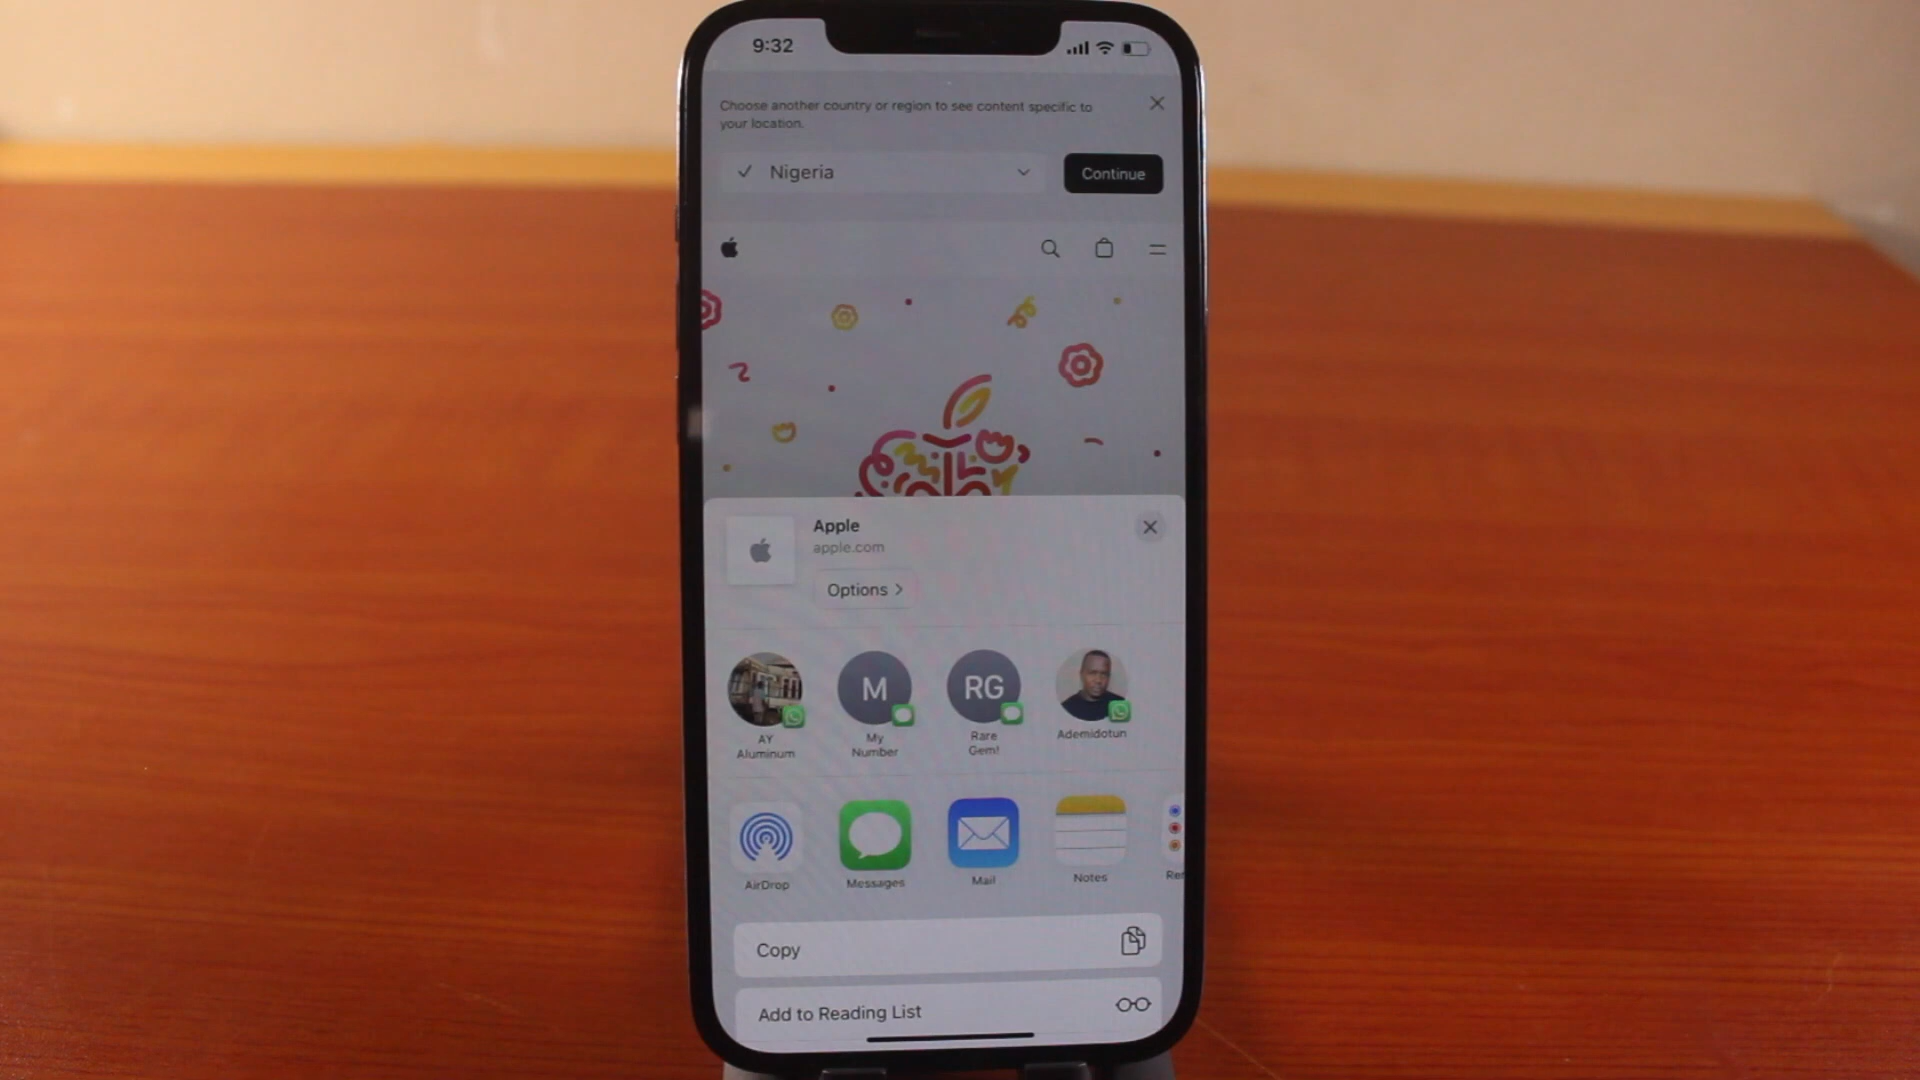 9:32
Choose another country or region to see content specific to
your location.
Nigeria
Continue
Apple
apple.com
Options
M
RG
AY
Aluminum
My
Number
Rare
Gem!
Ademidotun
AirDrop
Messages
Mail
Notes
Copy
Add to Reading List